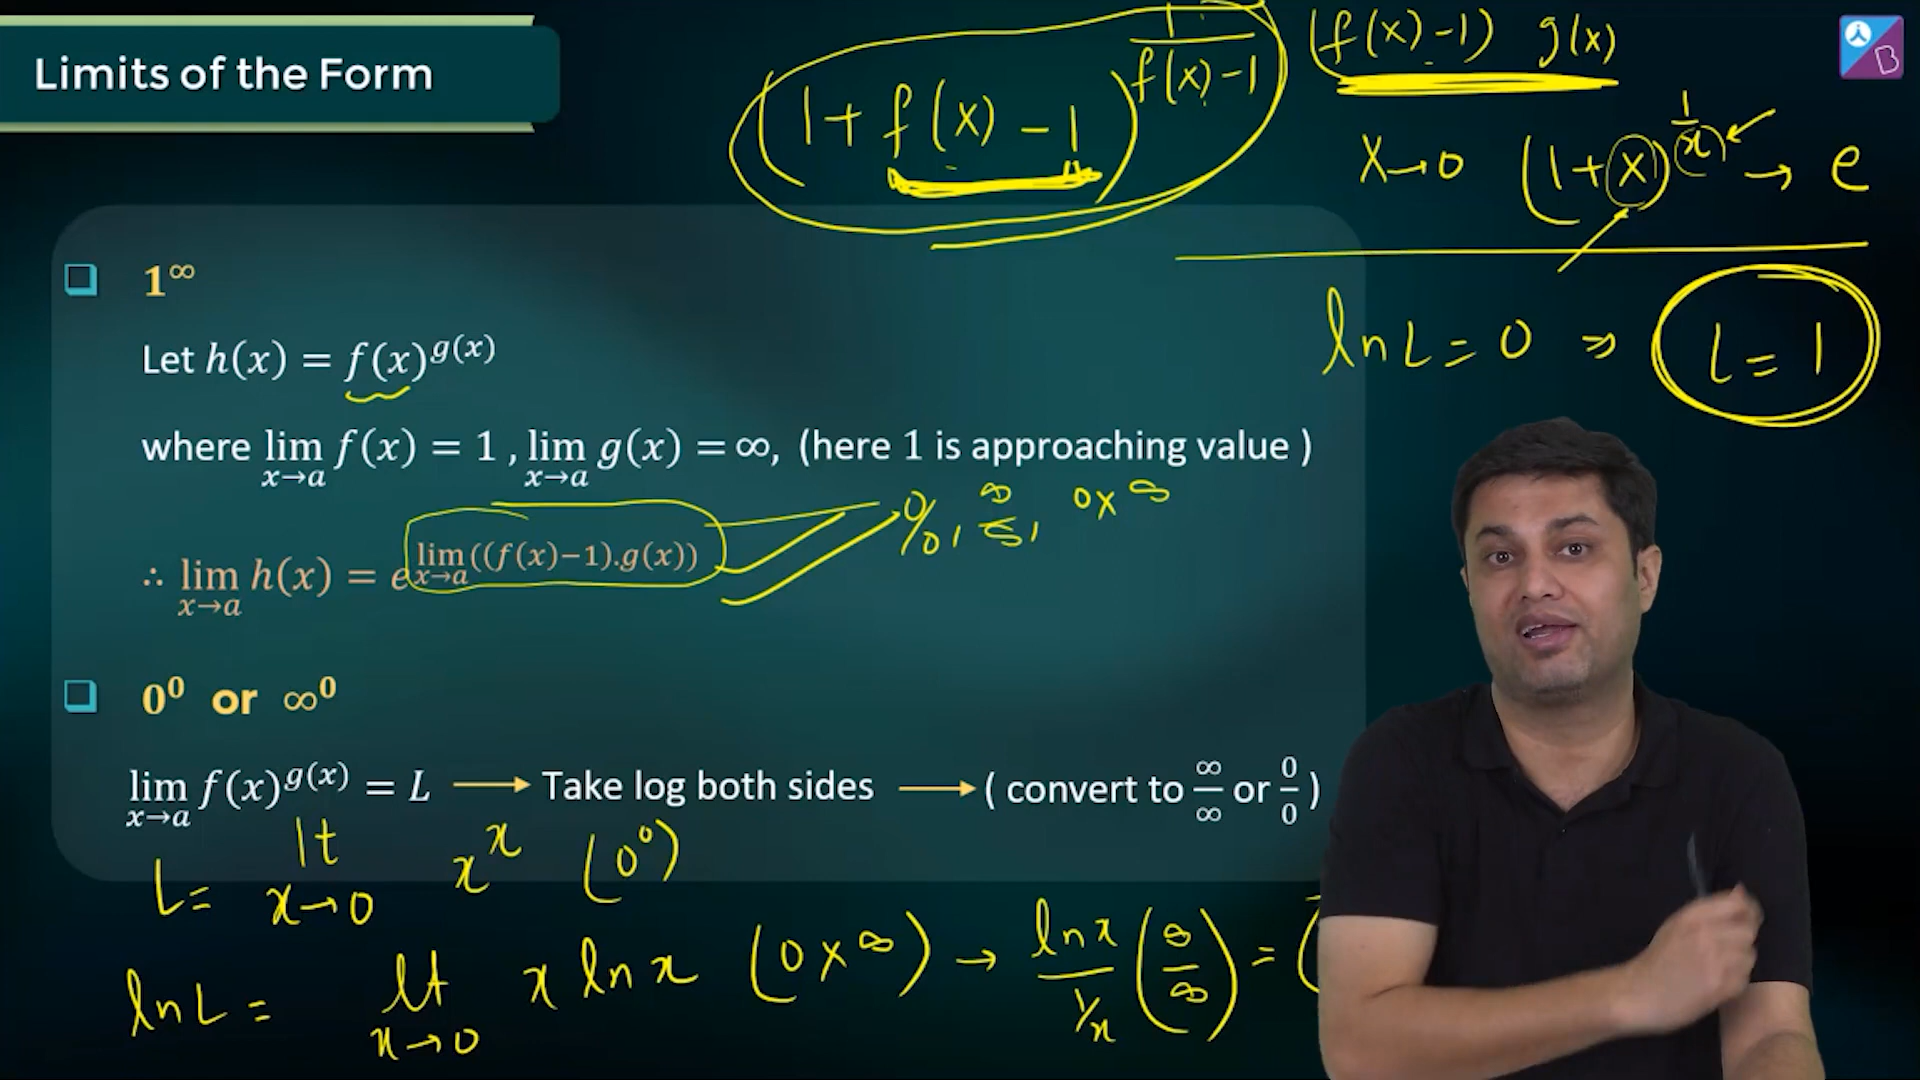 Limits of the Form
(1 + f(x) - 1)^{1/(f(x)-1)} (f(x)-1) g(x)
x→0 (1+x)^{1/x} → e
B
1^∞
Let h(x) = f(x)^{g(x)}
ln L = 0 ⇒ L = 1
where lim_{x→a} f(x) = 1 , lim_{x→a} g(x) = ∞, (here 1 is approaching value )
0/0, ∞/∞, 0×∞
∴ lim_{x→a} h(x) = e^{lim_{x→a}((f(x)−1).g(x))}
0^0 or ∞^0
lim_{x→a} f(x)^{g(x)} = L → Take log both sides → ( convert to ∞/∞ or 0/0 )
L = lt_{x→0} x^x (0^0)
ln L = lt_{x→0} x ln x (0×∞) → ln x / 1/x (∞/∞) = (